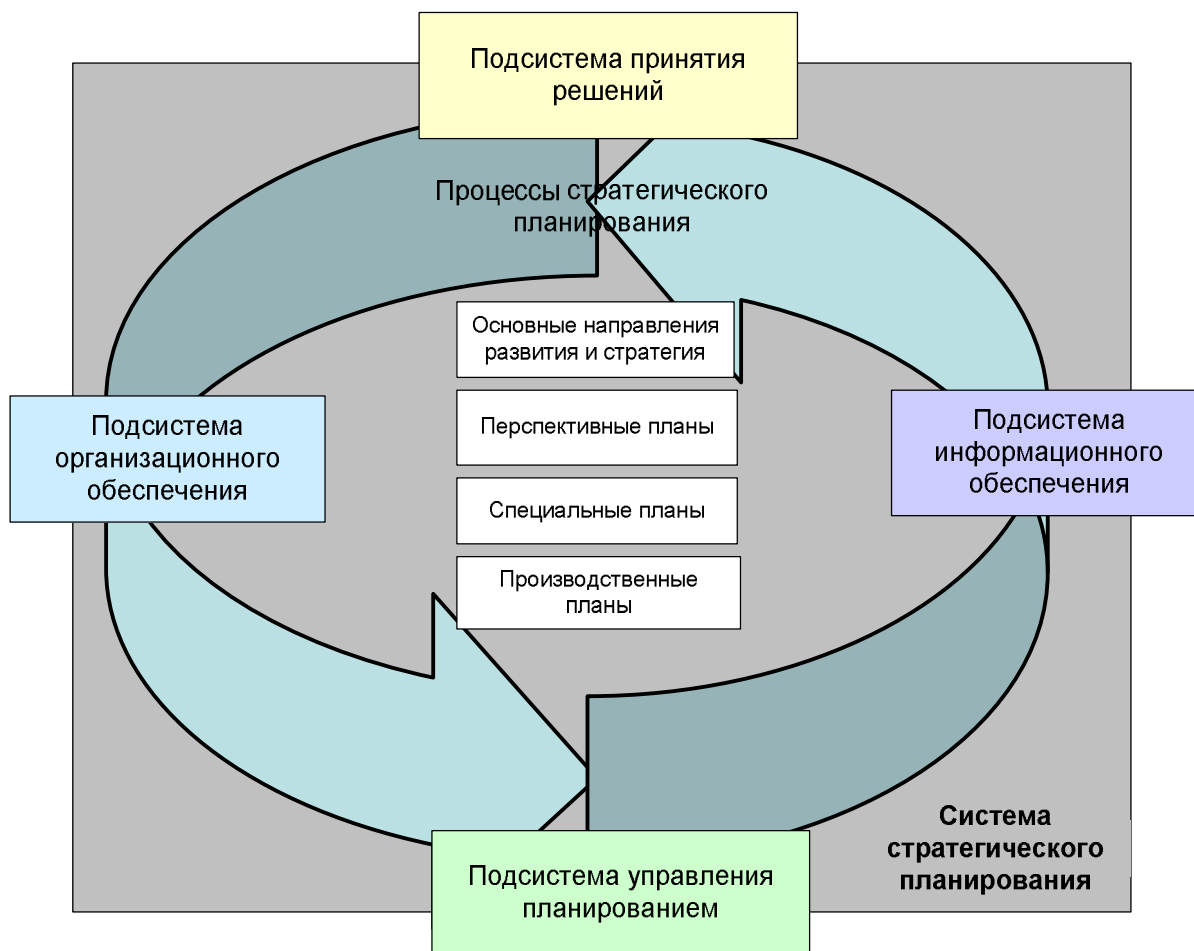 Подсистема принятия
решений
Процессы стратегического
планирования
Основные направления
развития и стратегия
Перспективные планы
Специальные планы
Производственные
планы
Подсистема
организационного
обеспечения
Подсистема
информационного
обеспечения
Система
стратегического
планирования
Подсистема управления
планированием